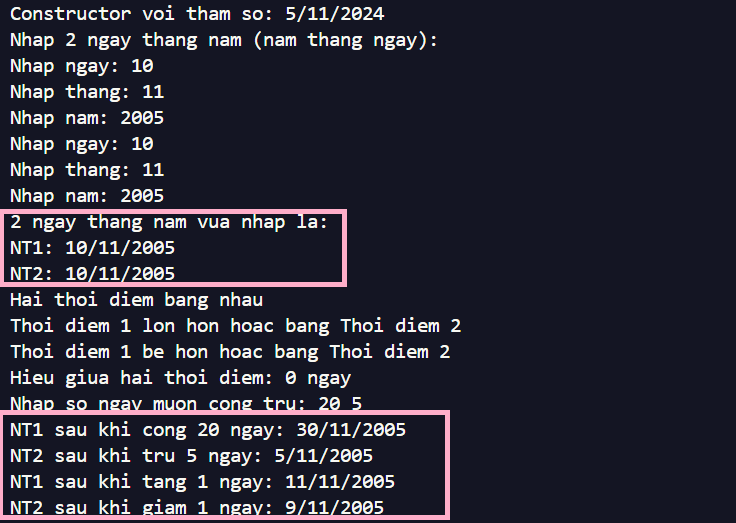 Constructor voi tham so: 5/11/2024
Nhap 2 ngay thang nam (nam thang ngay):
Nhap ngay: 10
Nhap thang: 11
Nhap nam: 2005
Nhap ngay: 10
Nhap thang: 11
Nhap nam: 2005
2 ngay thang nam vua nhap la:
NT1: 10/11/2005
NT2: 10/11/2005
Hai thoi diem bang nhau
Thoi diem 1 lon hon hoac bang Thoi diem 2
Thoi diem 1 be hon hoac bang Thoi diem 2
Hieu giua hai thoi diem: 0 ngay
Nhap so ngay muon cong tru: 20 5
NT1 sau khi cong 20 ngay: 30/11/2005
NT2 sau khi tru 5 ngay: 5/11/2005
NT1 sau khi tang 1 ngay: 11/11/2005
NT2 sau khi giam 1 ngay: 9/11/2005